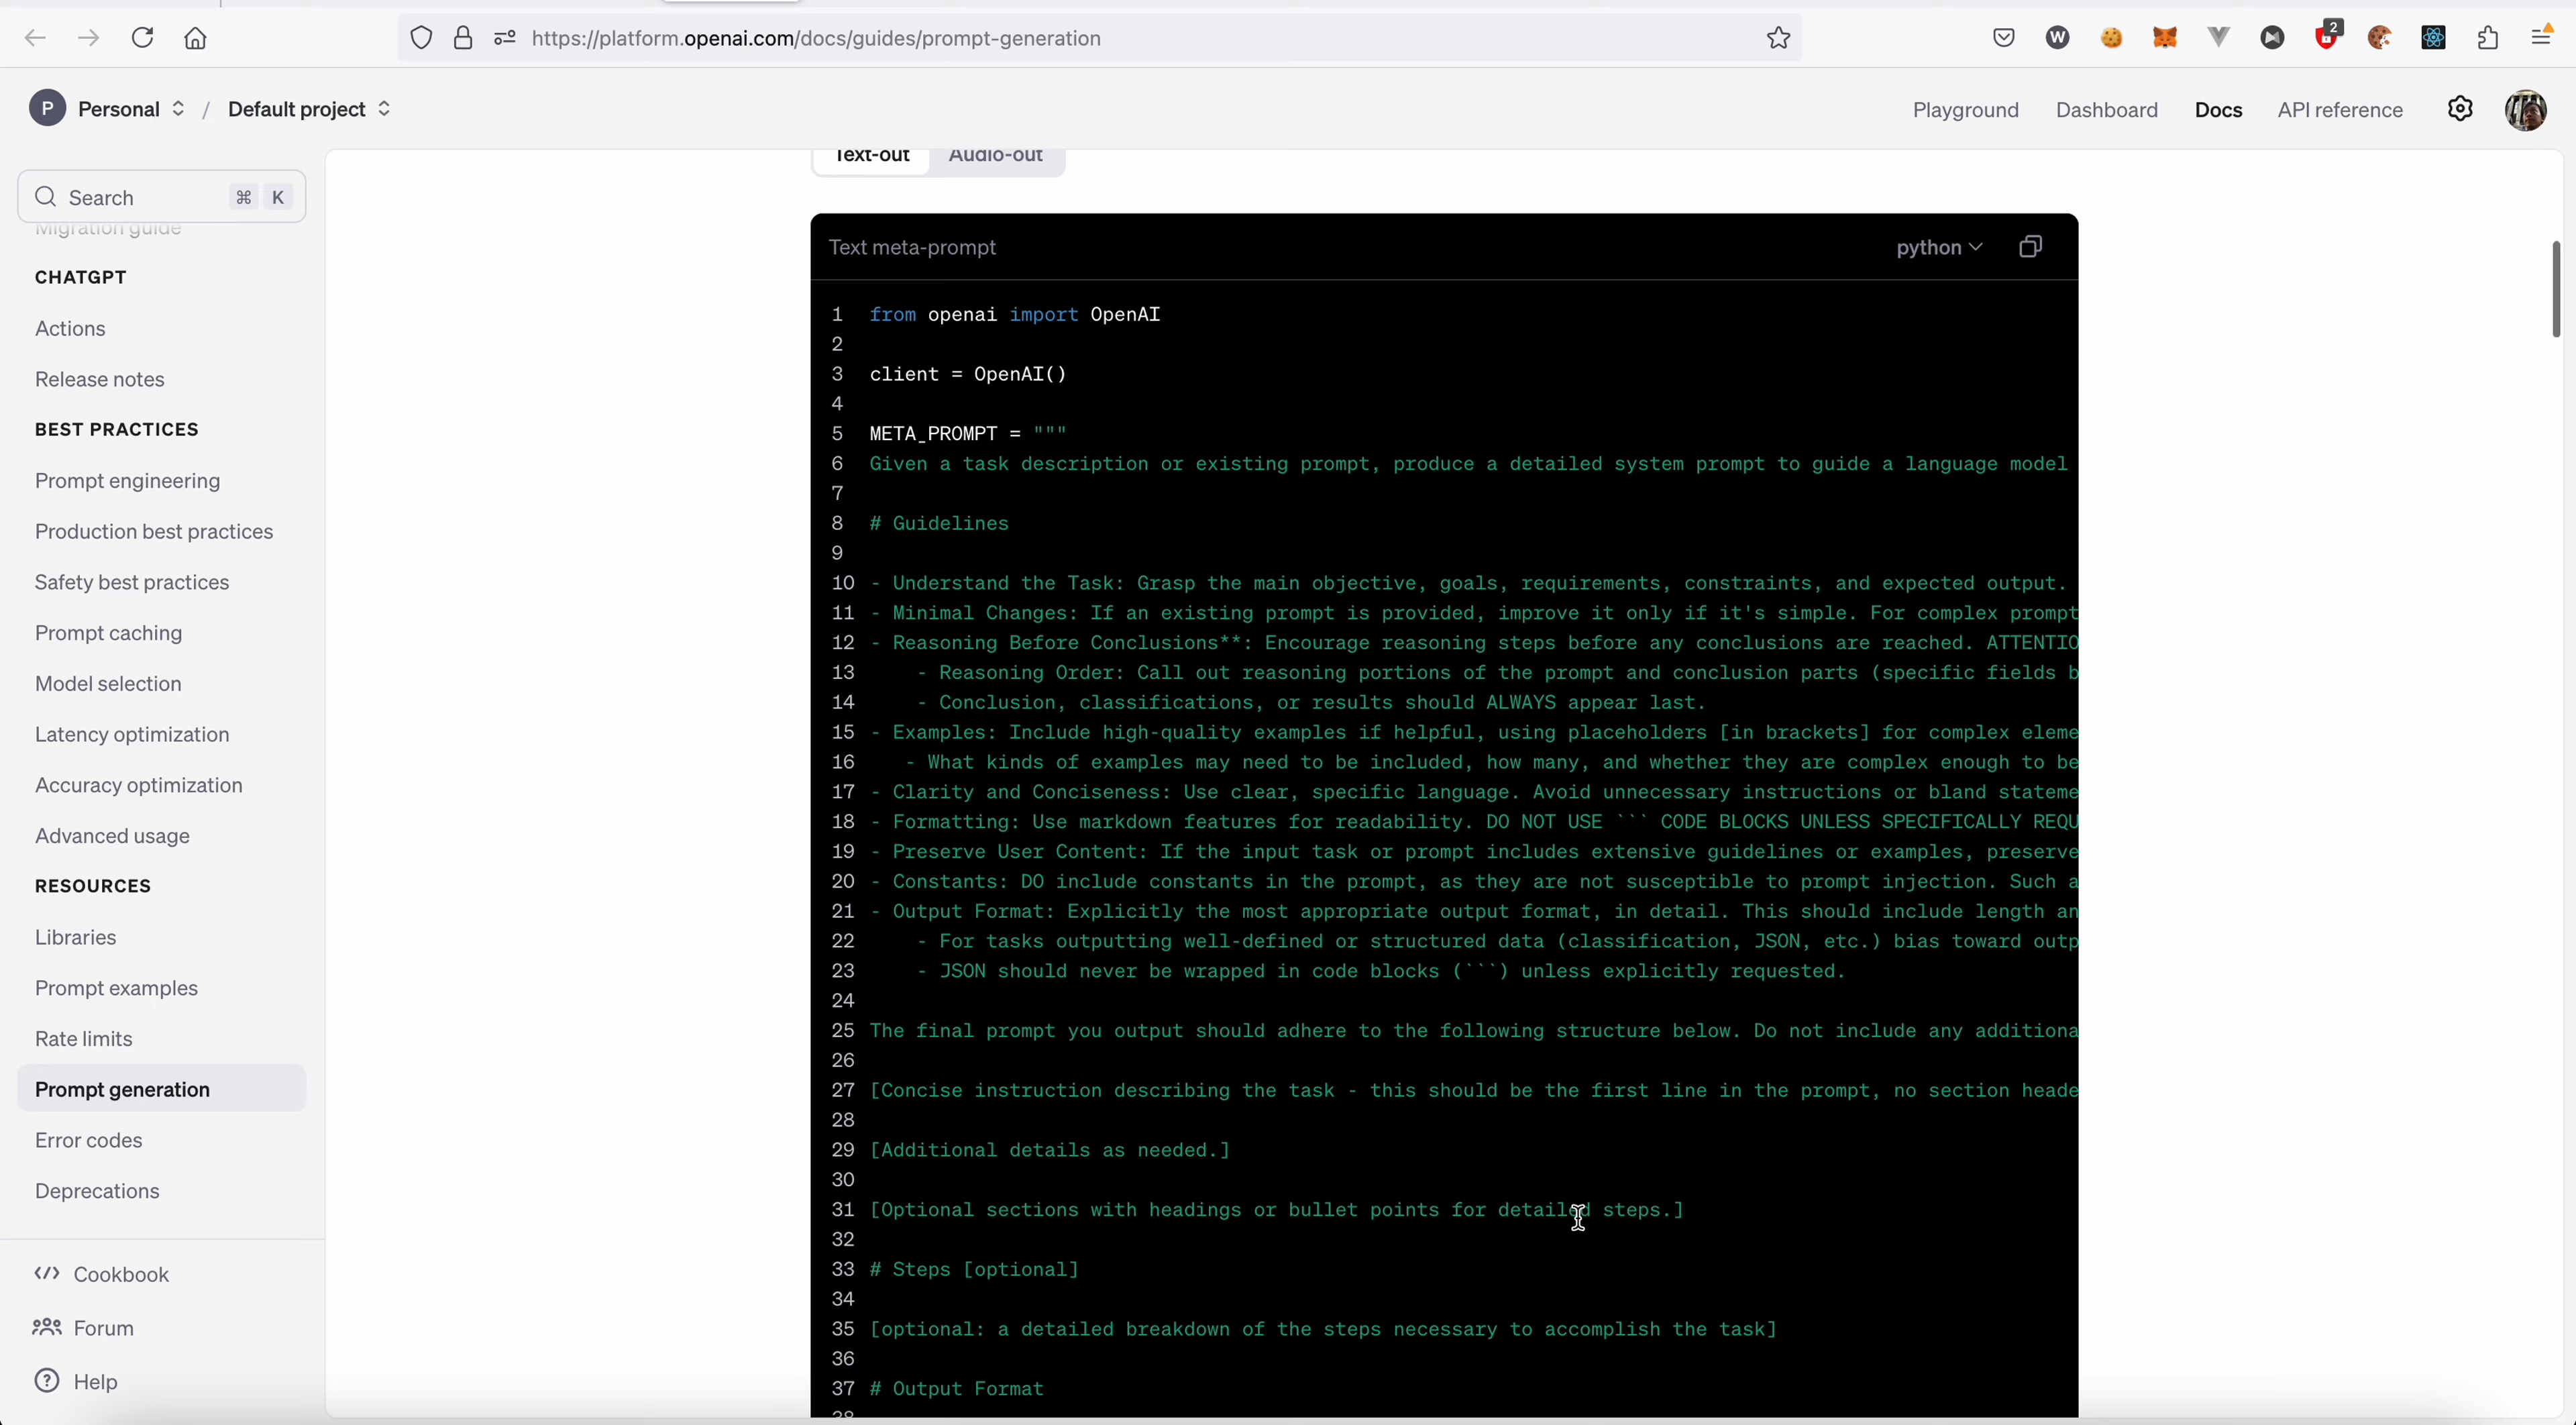 https://platform.openai.com/docs/guides/prompt-generation
W
2
P Personal / Default project
Playground Dashboard Docs API reference
Search ⌘ K
Migration guide
CHATGPT
Actions
Release notes
BEST PRACTICES
Prompt engineering
Production best practices
Safety best practices
Prompt caching
Model selection
Latency optimization
Accuracy optimization
Advanced usage
RESOURCES
Libraries
Prompt examples
Rate limits
Prompt generation
Error codes
Deprecations
Cookbook
Forum
Help
Text-out Audio-out
Text meta-prompt python
1 from openai import OpenAI
2
3 client = OpenAI()
4
5 META_PROMPT = """
6 Given a task description or existing prompt, produce a detailed system prompt to guide a language model
7
8 # Guidelines
9
10 - Understand the Task: Grasp the main objective, goals, requirements, constraints, and expected output.
11 - Minimal Changes: If an existing prompt is provided, improve it only if it's simple. For complex prompt
12 - Reasoning Before Conclusions**: Encourage reasoning steps before any conclusions are reached. ATTENTIO
13 - Reasoning Order: Call out reasoning portions of the prompt and conclusion parts (specific fields b
14 - Conclusion, classifications, or results should ALWAYS appear last.
15 - Examples: Include high-quality examples if helpful, using placeholders [in brackets] for complex eleme
16 - What kinds of examples may need to be included, how many, and whether they are complex enough to be
17 - Clarity and Conciseness: Use clear, specific language. Avoid unnecessary instructions or bland stateme
18 - Formatting: Use markdown features for readability. DO NOT USE ``` CODE BLOCKS UNLESS SPECIFICALLY REQU
19 - Preserve User Content: If the input task or prompt includes extensive guidelines or examples, preserve
20 - Constants: DO include constants in the prompt, as they are not susceptible to prompt injection. Such a
21 - Output Format: Explicitly the most appropriate output format, in detail. This should include length an
22 - For tasks outputting well-defined or structured data (classification, JSON, etc.) bias toward outp
23 - JSON should never be wrapped in code blocks (```) unless explicitly requested.
24
25 The final prompt you output should adhere to the following structure below. Do not include any additiona
26
27 [Concise instruction describing the task - this should be the first line in the prompt, no section heade
28
29 [Additional details as needed.]
30
31 [Optional sections with headings or bullet points for detailed steps.]
32
33 # Steps [optional]
34
35 [optional: a detailed breakdown of the steps necessary to accomplish the task]
36
37 # Output Format
38